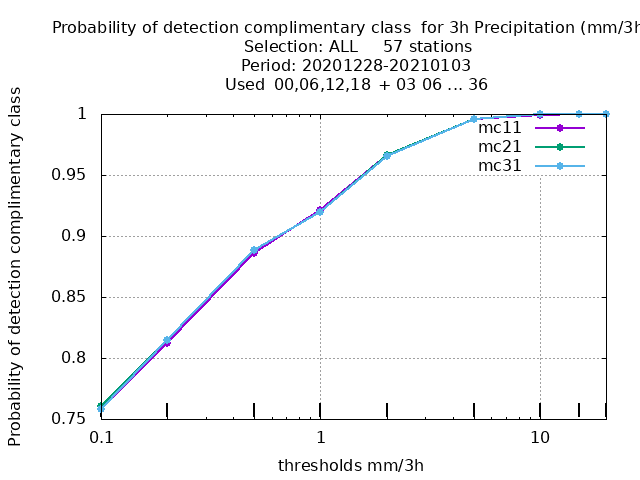 Probability of detection complimentary class  for 3h Precipitation (mm/3h
Selection: ALL     57 stations
Period: 20201228-20210103
Used  00,06,12,18  + 03 06 ... 36
Probability of detection complimentary class
1
0.95
0.9
0.85
0.8
0.75
mc11
mc21
mc31
0.1
1
10
thresholds mm/3h